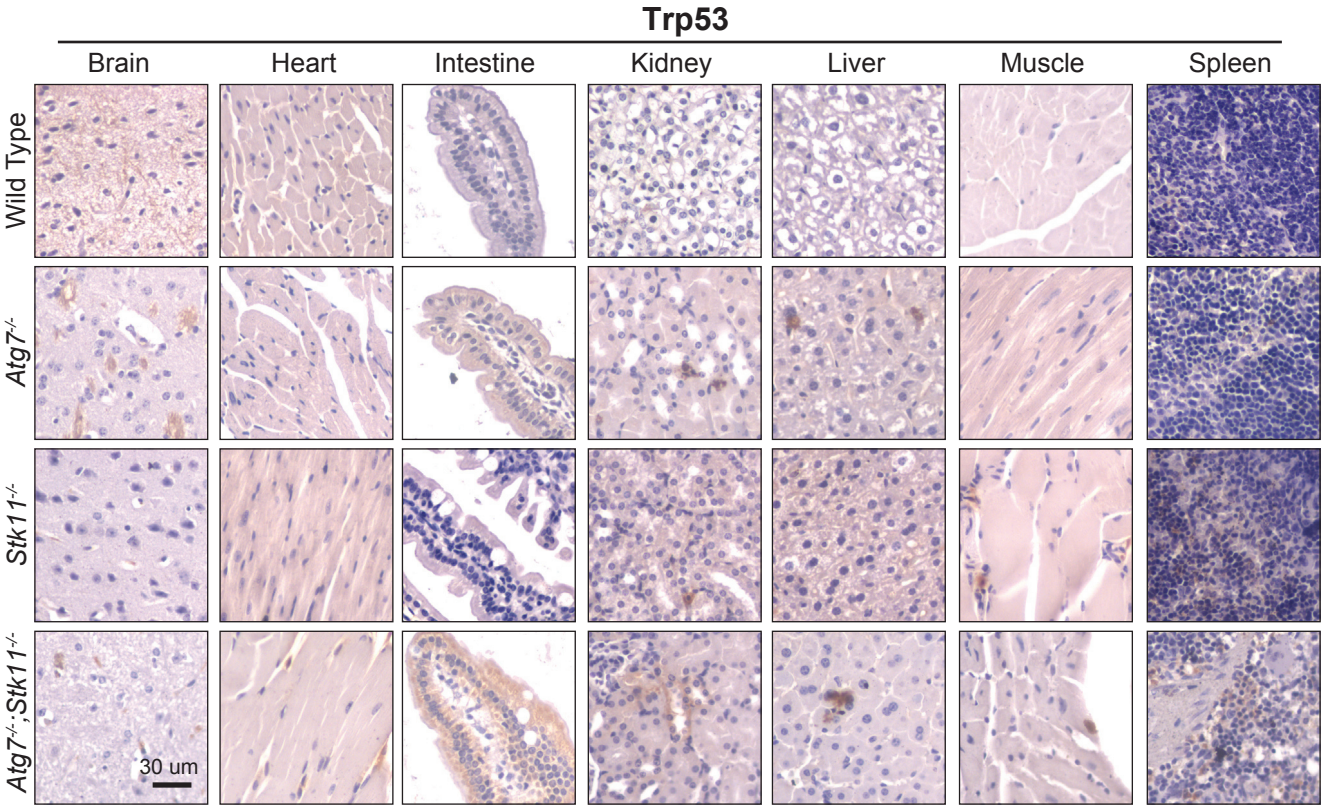 Trp53
Brain Heart Intestine Kidney Liver Muscle Spleen
Wild Type
Atg7-/-
Stk11-/-
Atg7-/-;Stk11-/-
30 um